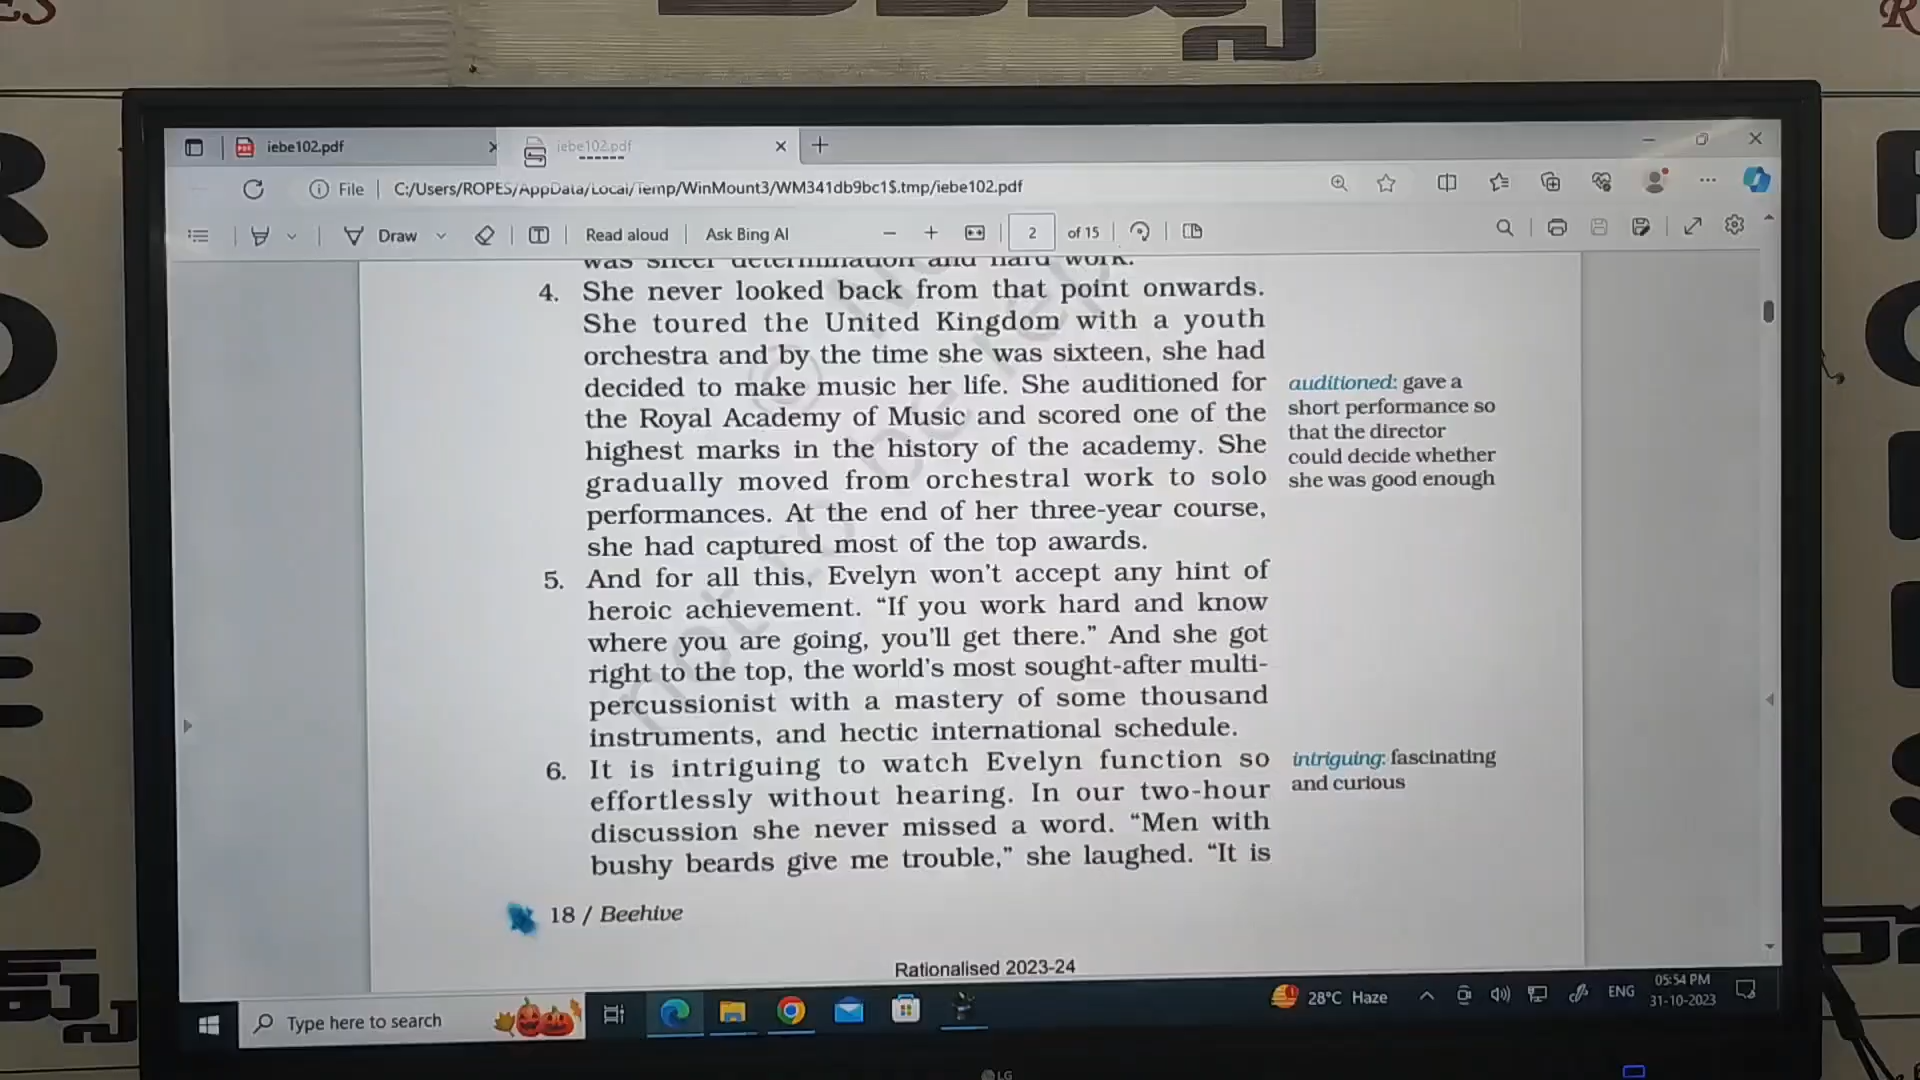 iebe102.pdf
iebe102.pdf
File
C:/Users/ROPES/AppData/Local/Temp/WinMount3/WM341db9bc1$.tmp/iebe102.pdf
Draw
Read aloud
Ask Bing AI
2
of 15
was sheer determination and hard work.
4. She never looked back from that point onwards.
She toured the United Kingdom with a youth
orchestra and by the time she was sixteen, she had
decided to make music her life. She auditioned for
the Royal Academy of Music and scored one of the
highest marks in the history of the academy. She
gradually moved from orchestral work to solo
performances. At the end of her three-year course,
she had captured most of the top awards.
auditioned: gave a
short performance so
that the director
could decide whether
she was good enough
5. And for all this, Evelyn won't accept any hint of
heroic achievement. “If you work hard and know
where you are going, you'll get there.” And she got
right to the top, the world's most sought-after multi-
percussionist with a mastery of some thousand
instruments, and hectic international schedule.
6. It is intriguing to watch Evelyn function so
effortlessly without hearing. In our two-hour
discussion she never missed a word. “Men with
bushy beards give me trouble,” she laughed. “It is
intriguing: fascinating
and curious
18 / Beehive
Rationalised 2023-24
Type here to search
28°C Haze
ENG
05:54 PM
31-10-2023
LG